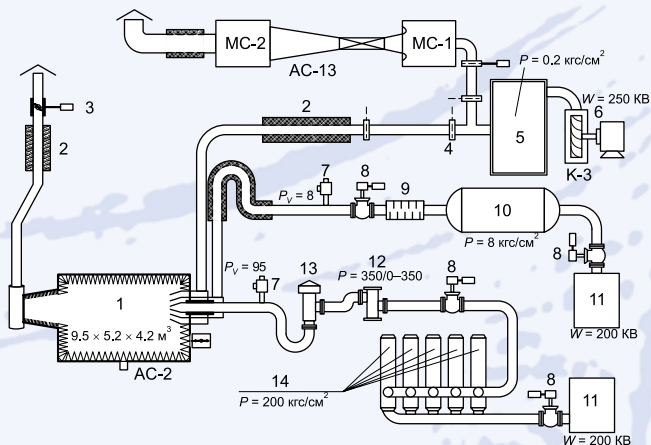 МС-2
МС-1
АС-13
P = 0.2 кгс/см²
W = 250 КВ
3
2
2
4
5
6
К-3
7
8
9
P_V = 8
10
P = 8 кгс/см²
8
11
W = 200 КВ
P_V = 95
7
13
12
P = 350/0–350
8
1
9.5 × 5.2 × 4.2 м³
АС-2
14
P = 200 кгс/см²
8
11
W = 200 КВ